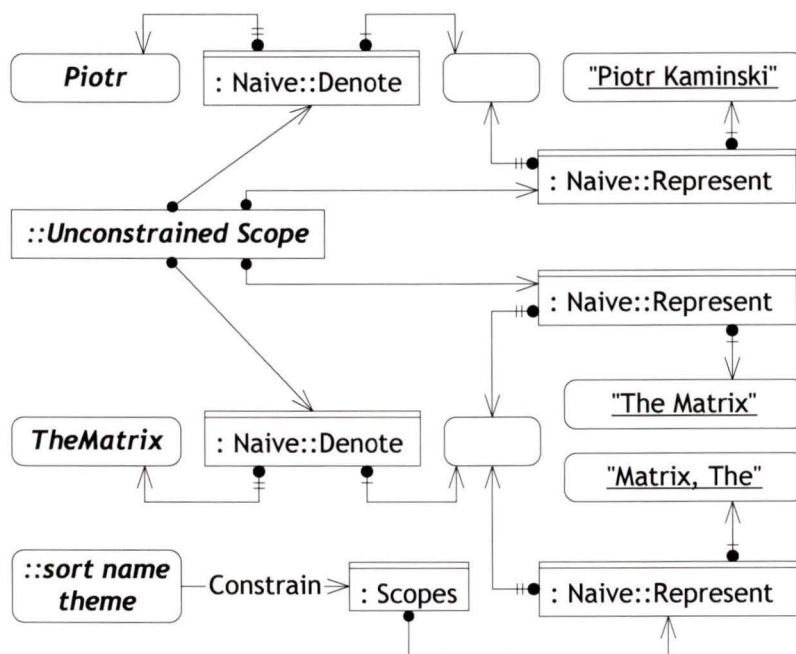 Piotr
: Naive::Denote
"Piotr Kaminski"
: Naive::Represent
::Unconstrained Scope
: Naive::Represent
"The Matrix"
TheMatrix
: Naive::Denote
"Matrix, The"
::sort name
theme
Constrain
: Scopes
: Naive::Represent